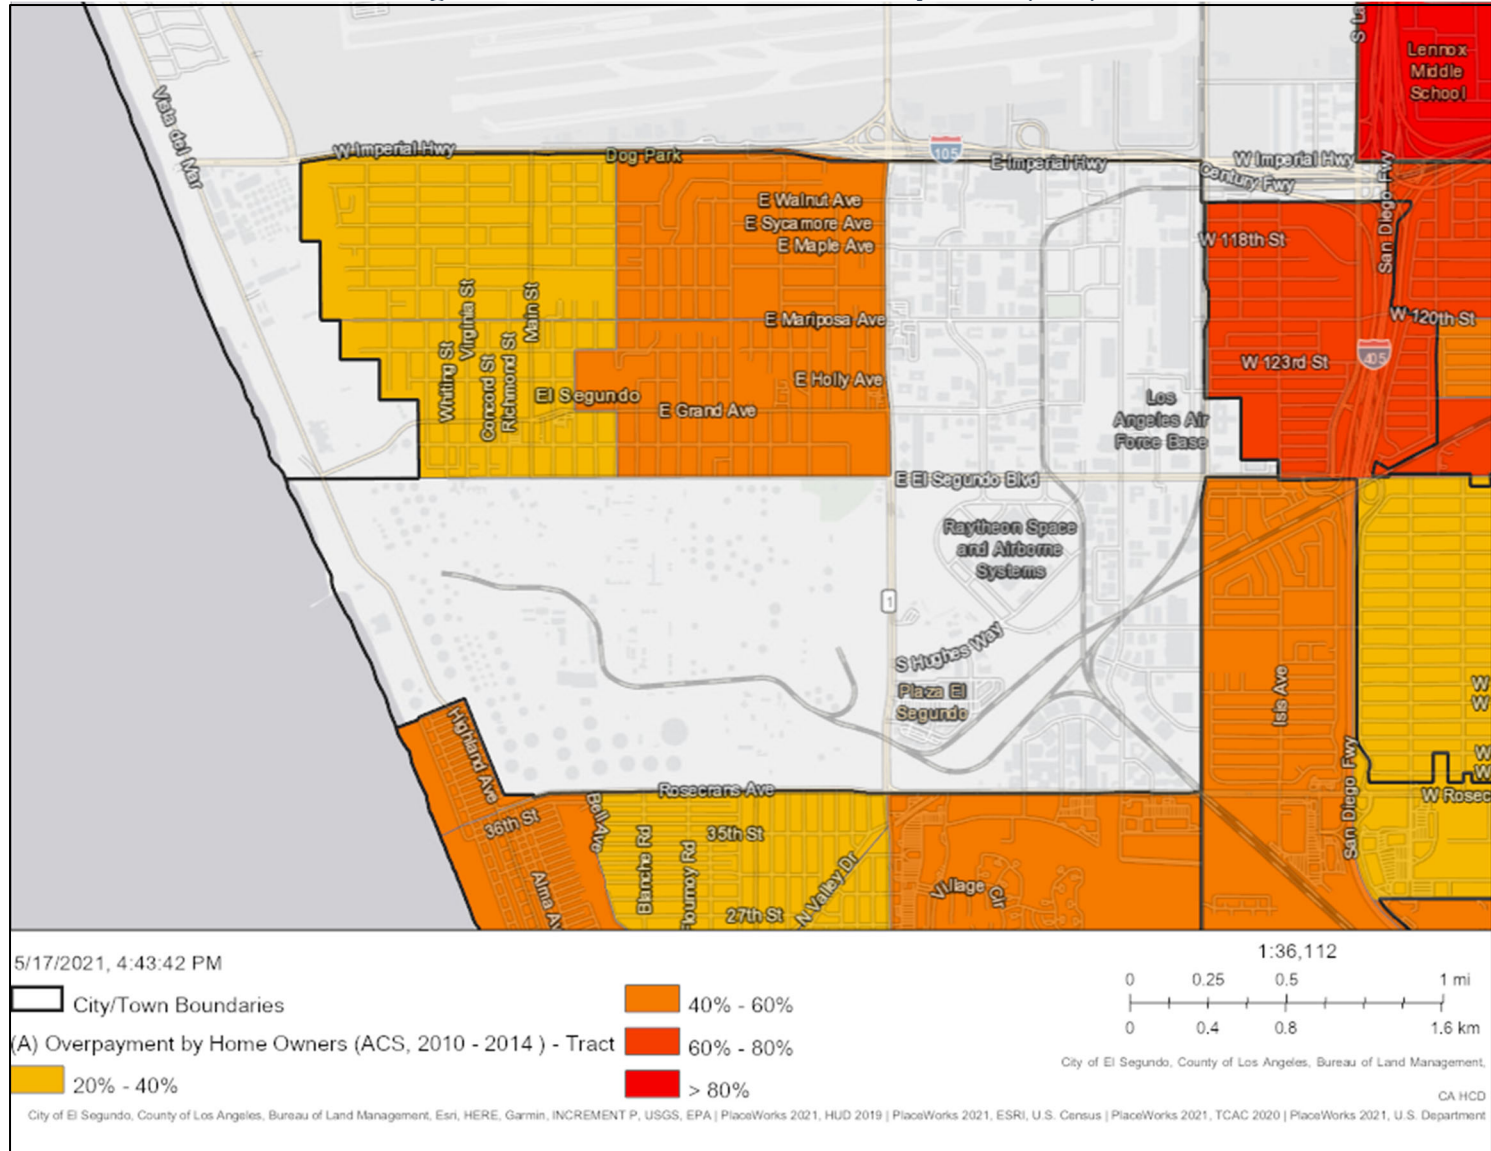 S La
Lennox
Middle
School
Vista del Mar
W Imperial Hwy
Dog Park
105
E Imperial Hwy
W Imperial Hwy
Century Fwy
San Diego Fwy
E Walnut Ave
E Sycamore Ave
E Maple Ave
W 118th St
E Mariposa Ave
W 120th St
Whiting St
Virginia St
Concord St
Richmond St
Main St
El Segundo
E Holly Ave
E Grand Ave
W 123rd St
405
Los
Angeles Air
Force Base
E El Segundo Blvd
Raytheon Space
and Airborne
Systems
1
S Hughes Way
Plaza El
Segundo
Isis Ave
W
W
W
W
Highland Ave
Rosecrans Ave
San Diego Fwy
W Rosec
36th St
Bell Ave
Blanche Rd
Flournoy Rd
35th St
N Valley Dr
Village Cir
Alma Av
27th St
5/17/2021, 4:43:42 PM
City/Town Boundaries
(A) Overpayment by Home Owners (ACS, 2010 - 2014 ) - Tract
20% - 40%
40% - 60%
60% - 80%
> 80%
1:36,112
0 0.25 0.5 1 mi
0 0.4 0.8 1.6 km
City of El Segundo, County of Los Angeles, Bureau of Land Management,
CA HCD
City of El Segundo, County of Los Angeles, Bureau of Land Management, Esri, HERE, Garmin, INCREMENT P, USGS, EPA | PlaceWorks 2021, HUD 2019 | PlaceWorks 2021, ESRI, U.S. Census | PlaceWorks 2021, TCAC 2020 | PlaceWorks 2021, U.S. Department